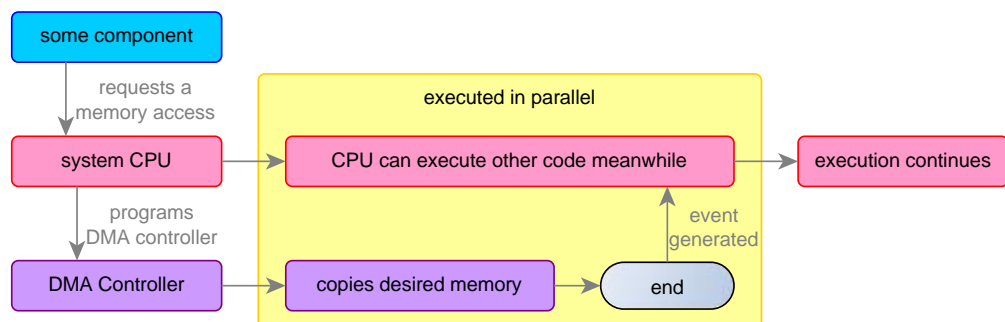 some component
requests a
memory access
executed in parallel
system CPU
CPU can execute other code meanwhile
execution continues
programs
DMA controller
event
generated
DMA Controller
copies desired memory
end